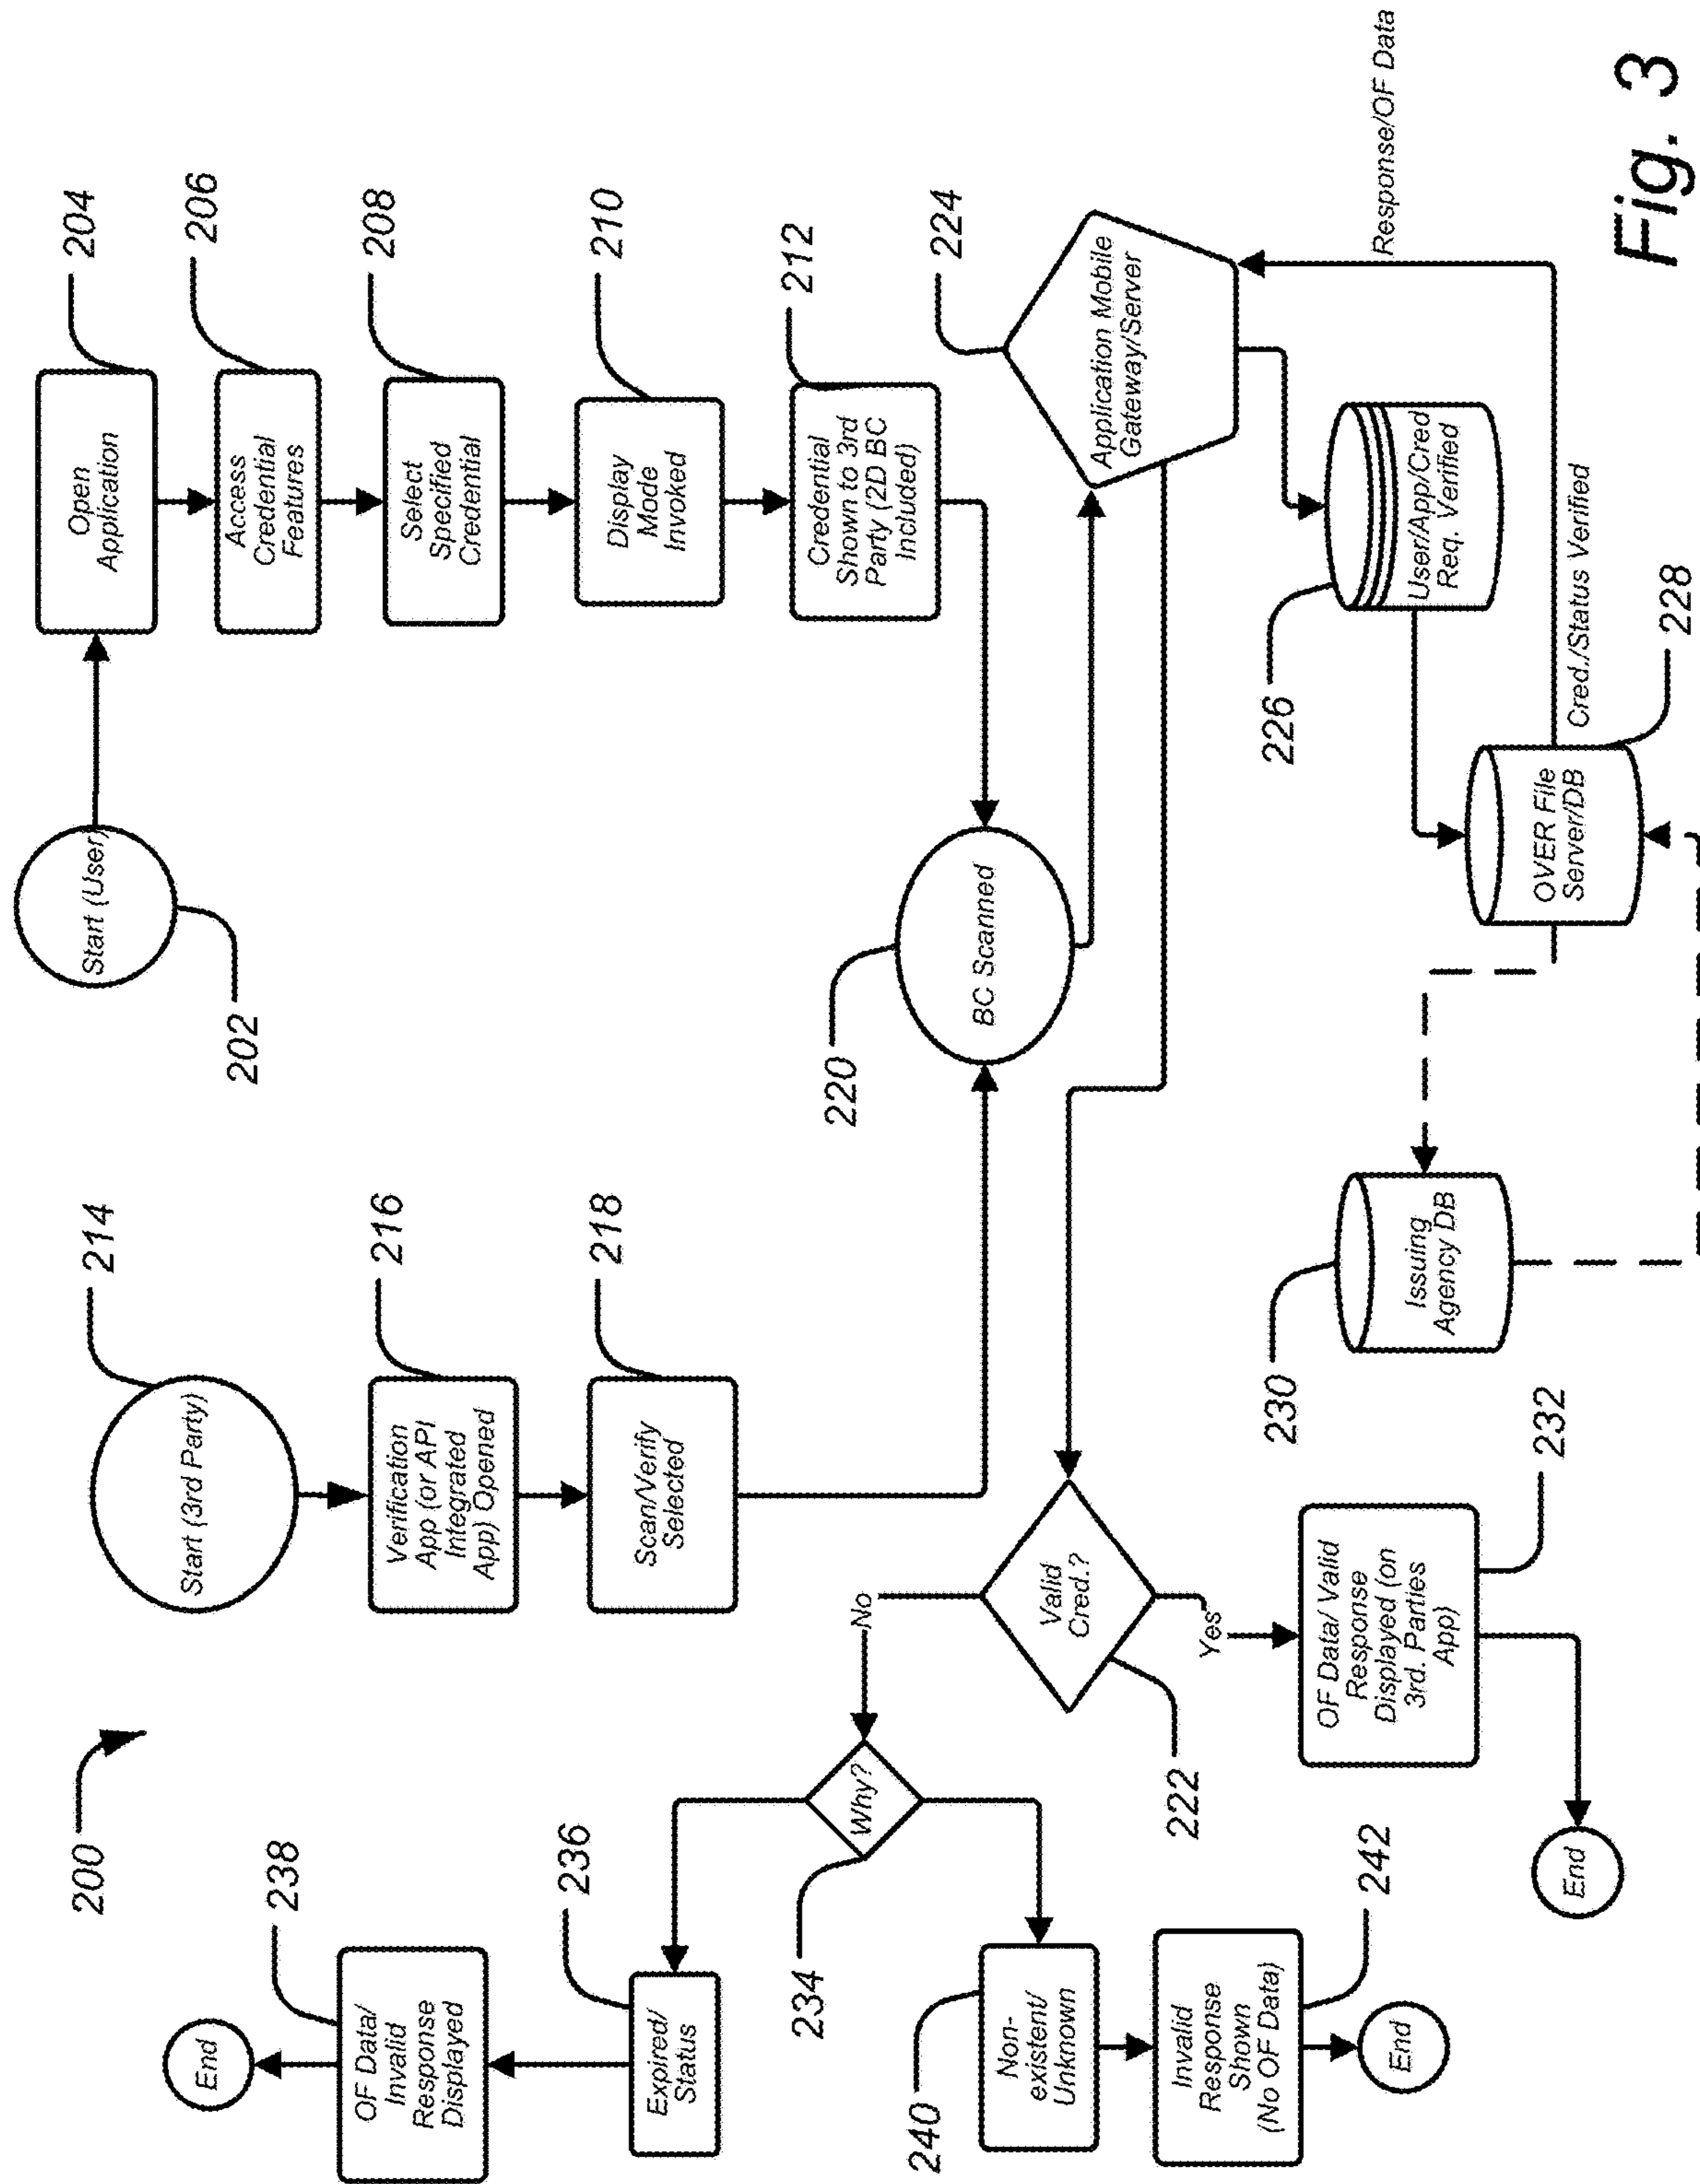 200
Start (User)
202
Open
Application
204
Access
Credential
Features
206
Select
Specified
Credential
208
Display
Mode
Invoked
210
Credential
Shown to 3rd
Party (2D BC
Included)
212
Start (3rd Party)
214
Verification
App (or API
Integrated
App) Opened
216
Scan/Verify
Selected
218
BC Scanned
220
Application Mobile
Gateway/Server
224
User/App/Cred
Req. Verified
226
OVER File
Server/DB
228
Cred./Status Verified
Response/OF Data
Issuing
Agency DB
230
Valid
Cred.?
222
Yes
No
OF Data/ Valid
Response
Displayed (on
3rd. Parties
App)
232
End
Why?
234
Expired/
Status
236
OF Data/
Invalid
Response
Displayed
238
End
Non-
existent/
Unknown
240
Invalid
Response
Shown
(No OF Data)
242
End
Fig. 3